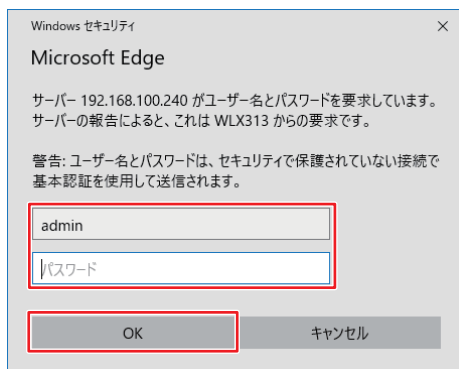 Windows セキュリティ
Microsoft Edge
サーバー 192.168.100.240 がユーザー名とパスワードを要求しています。
サーバーの報告によると、これは WLX313 からの要求です。
警告: ユーザー名とパスワードは、セキュリティで保護されていない接続で
基本認証を使用して送信されます。
admin
パスワード
OK
キャンセル